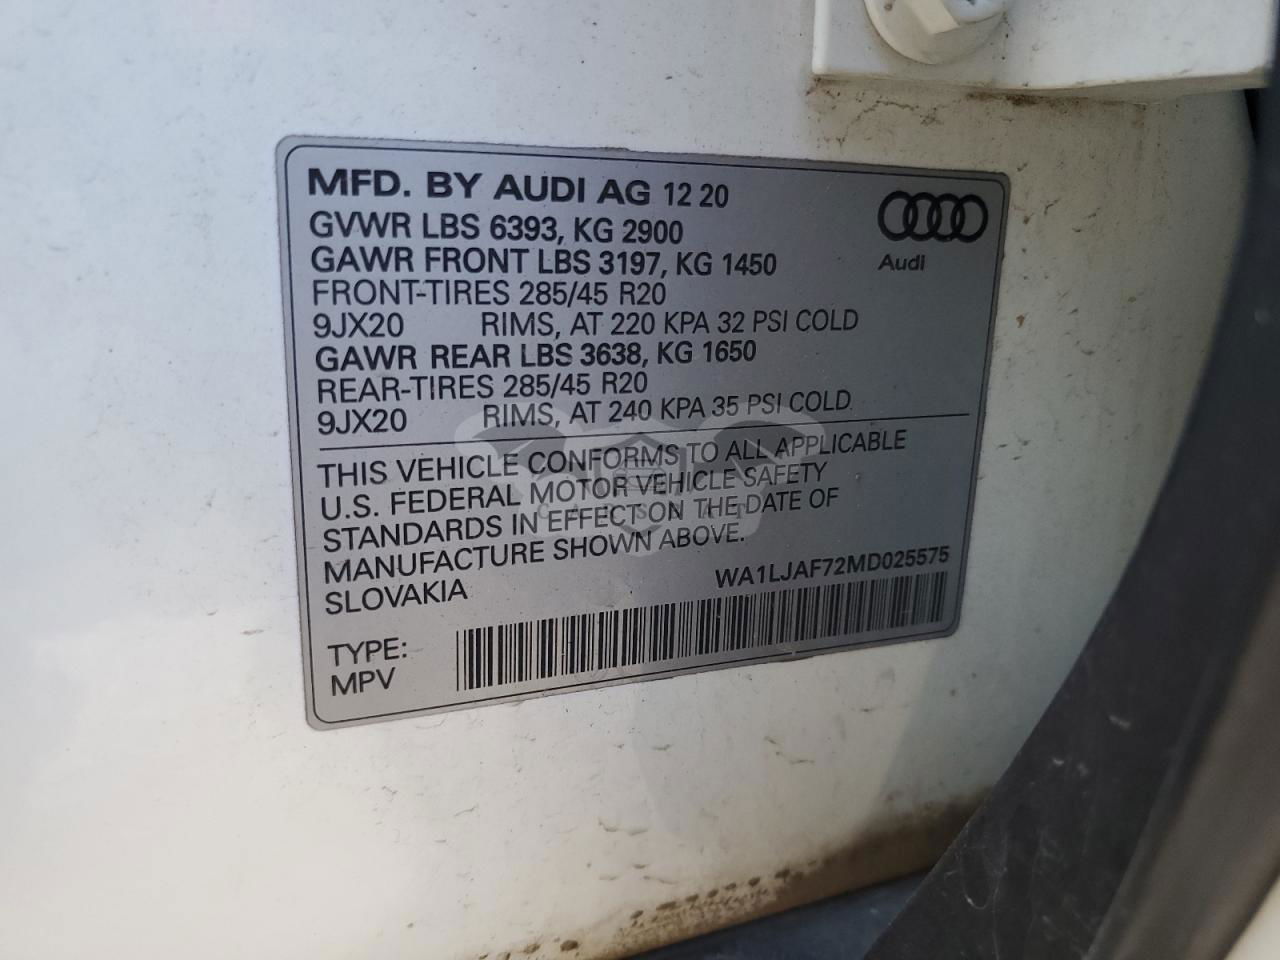 MFD. BY AUDI AG 12 20
GVWR LBS 6393, KG 2900
GAWR FRONT LBS 3197, KG 1450
FRONT-TIRES 285/45 R20
9JX20 RIMS, AT 220 KPA 32 PSI COLD
GAWR REAR LBS 3638, KG 1650
REAR-TIRES 285/45 R20
9JX20 RIMS, AT 240 KPA 35 PSI COLD
Audi
THIS VEHICLE CONFORMS TO ALL APPLICABLE
U.S. FEDERAL MOTOR VEHICLE SAFETY
STANDARDS IN EFFECT ON THE DATE OF
MANUFACTURE SHOWN ABOVE.
SLOVAKIA
WA1LJAF72MD025575
TYPE:
MPV